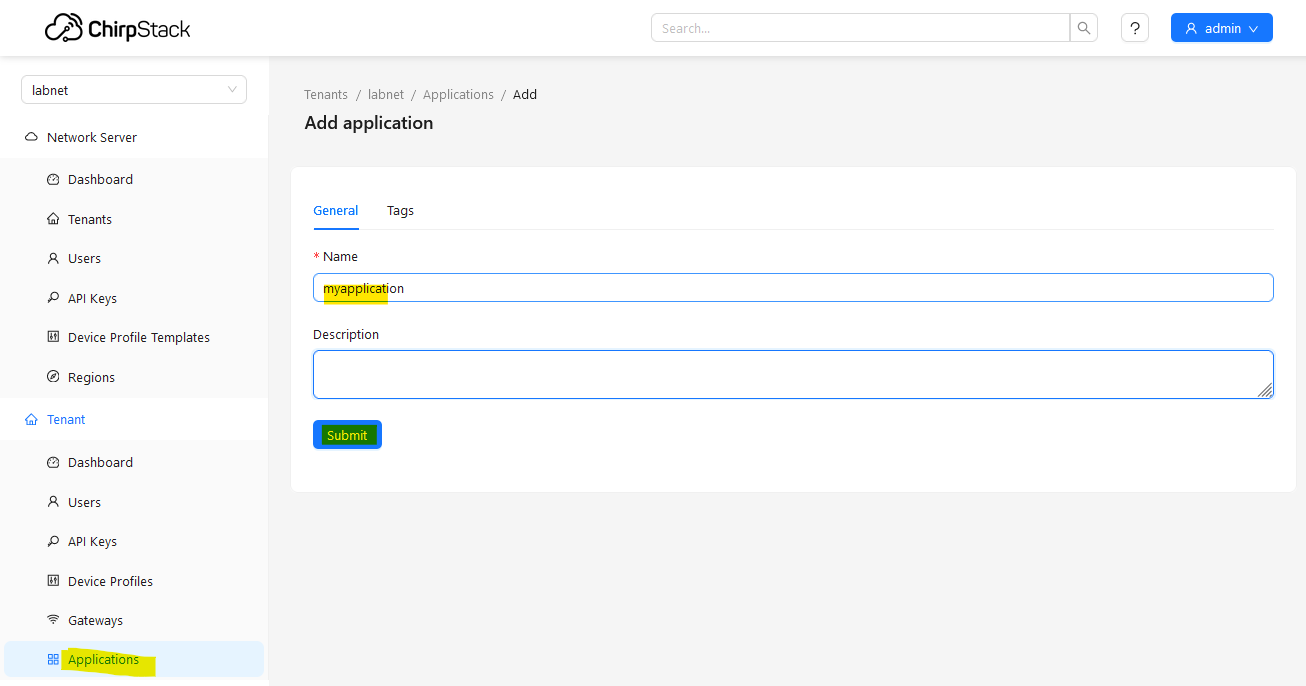 ChirpStack
Search...
?
admin
labnet
Network Server
Dashboard
Tenants
Users
API Keys
Device Profile Templates
Regions
Tenant
Dashboard
Users
API Keys
Device Profiles
Gateways
Applications
Tenants / labnet / Applications / Add
Add application
General Tags
* Name
myapplication
Description
Submit